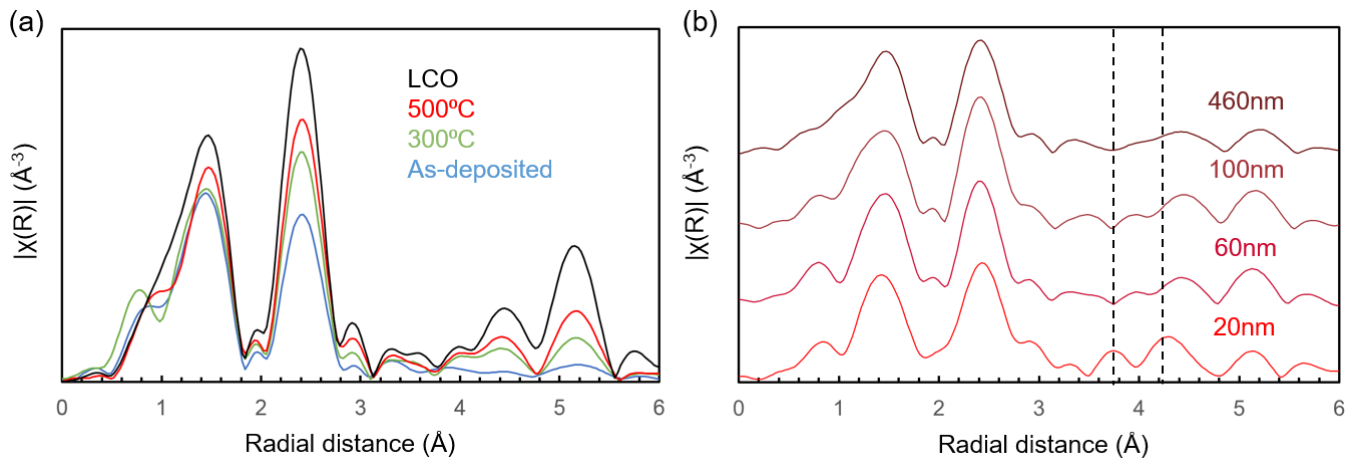 (a)
|χ(R)| (Å⁻³)
LCO
500ºC
300ºC
As-deposited
0 1 2 3 4 5 6
Radial distance (Å)
(b)
|χ(R)| (Å⁻³)
460nm
100nm
60nm
20nm
0 1 2 3 4 5 6
Radial distance (Å)